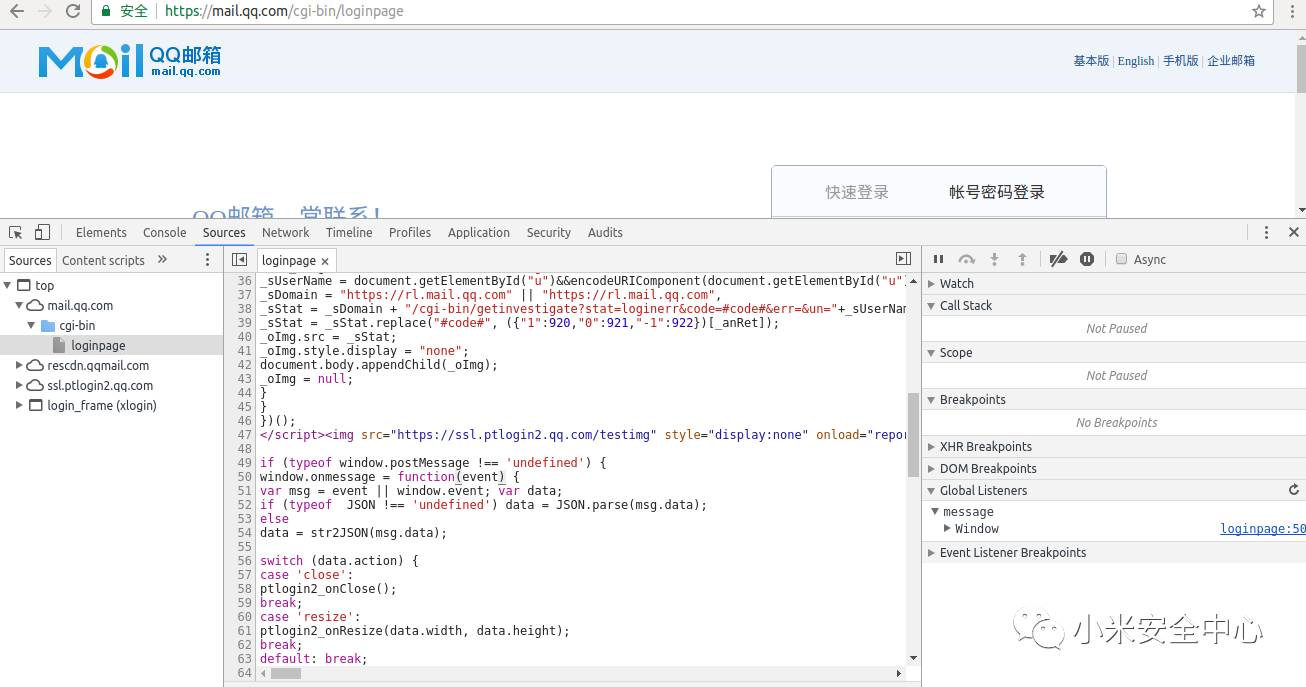 安全 https://mail.qq.com/cgi-bin/loginpage
Mail QQ邮箱 mail.qq.com
基本版 | English | 手机版 | 企业邮箱
快速登录 帐号密码登录
QQ邮箱，常联系！
Elements Console Sources Network Timeline Profiles Application Security Audits
Sources Content scripts » loginpage × Async
top
mail.qq.com
cgi-bin
loginpage
rescdn.qqmail.com
ssl.ptlogin2.qq.com
login_frame (xlogin)
36 _sUserName = document.getElementById("u")&&encodeURIComponent(document.getElementById("u"
37 _sDomain = "https://rl.mail.qq.com" || "https://rl.mail.qq.com",
38 _sStat = _sDomain + "/cgi-bin/getinvestigate?stat=loginerr&code=#code#&err=&un="+_sUserNam
39 _sStat = _sStat.replace("#code#", ({"1":920,"0":921,"-1":922})[_anRet]);
40 _oImg.src = _sStat;
41 _oImg.style.display = "none";
42 document.body.appendChild(_oImg);
43 _oImg = null;
44 }
45 }
46 })();
47 </script><img src="https://ssl.ptlogin2.qq.com/testimg" style="display:none" onload="repor
48
49 if (typeof window.postMessage !== 'undefined') {
50 window.onmessage = function(event) {
51 var msg = event || window.event; var data;
52 if (typeof  JSON !== 'undefined') data = JSON.parse(msg.data);
53 else
54 data = str2JSON(msg.data);
55
56 switch (data.action) {
57 case 'close':
58 ptlogin2_onClose();
59 break;
60 case 'resize':
61 ptlogin2_onResize(data.width, data.height);
62 break;
63 default: break;
64
Watch
Call Stack
Not Paused
Scope
Not Paused
Breakpoints
No Breakpoints
XHR Breakpoints
DOM Breakpoints
Global Listeners
message
Window loginpage:50
Event Listener Breakpoints
小米安全中心